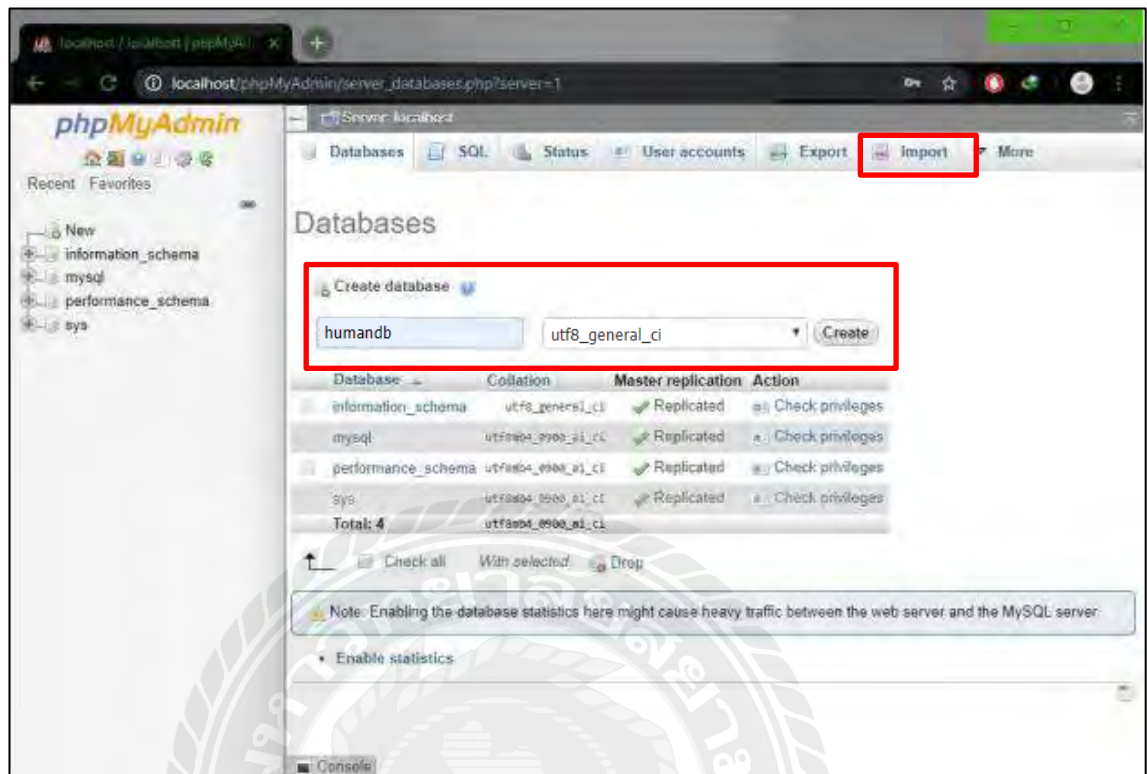 localhost / localhost | phpMyA
localhost/phpMyAdmin/server_databases.php?server=1
phpMyAdmin
Recent Favorites
New
information_schema
mysql
performance_schema
sys
Server: localhost
Databases SQL Status User accounts Export Import More
Databases
Create database
humandb utf8_general_ci Create
Database Collation Master replication Action
information_schema utf8_general_ci Replicated Check privileges
mysql utf8mb4_0900_ai_ci Replicated Check privileges
performance_schema utf8mb4_0900_ai_ci Replicated Check privileges
sys utf8mb4_0900_ai_ci Replicated Check privileges
Total: 4 utf8mb4_0900_ai_ci
Check all With selected: Drop
Note: Enabling the database statistics here might cause heavy traffic between the web server and the MySQL server.
Enable statistics
Console